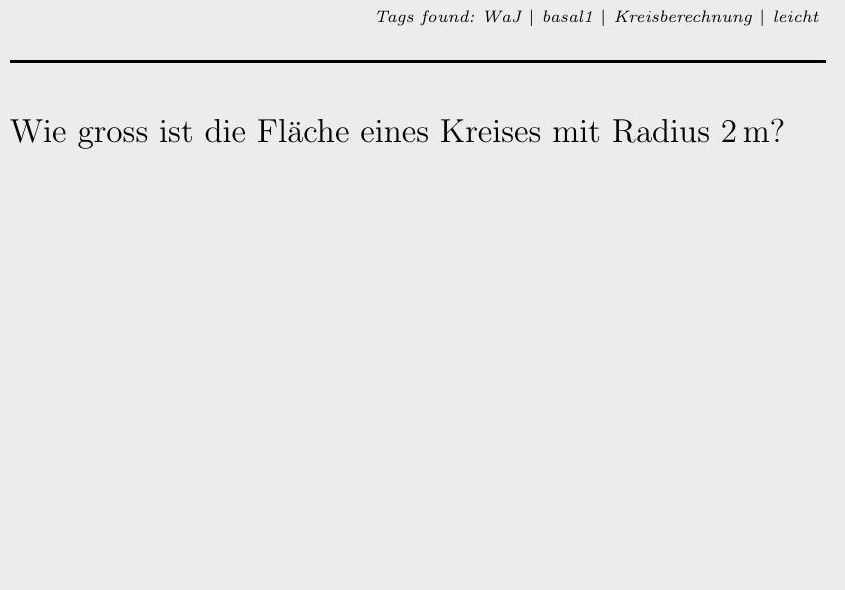 Tags found: WaJ | basal1 | Kreisberechnung | leicht
Wie gross ist die Fläche eines Kreises mit Radius 2 m?